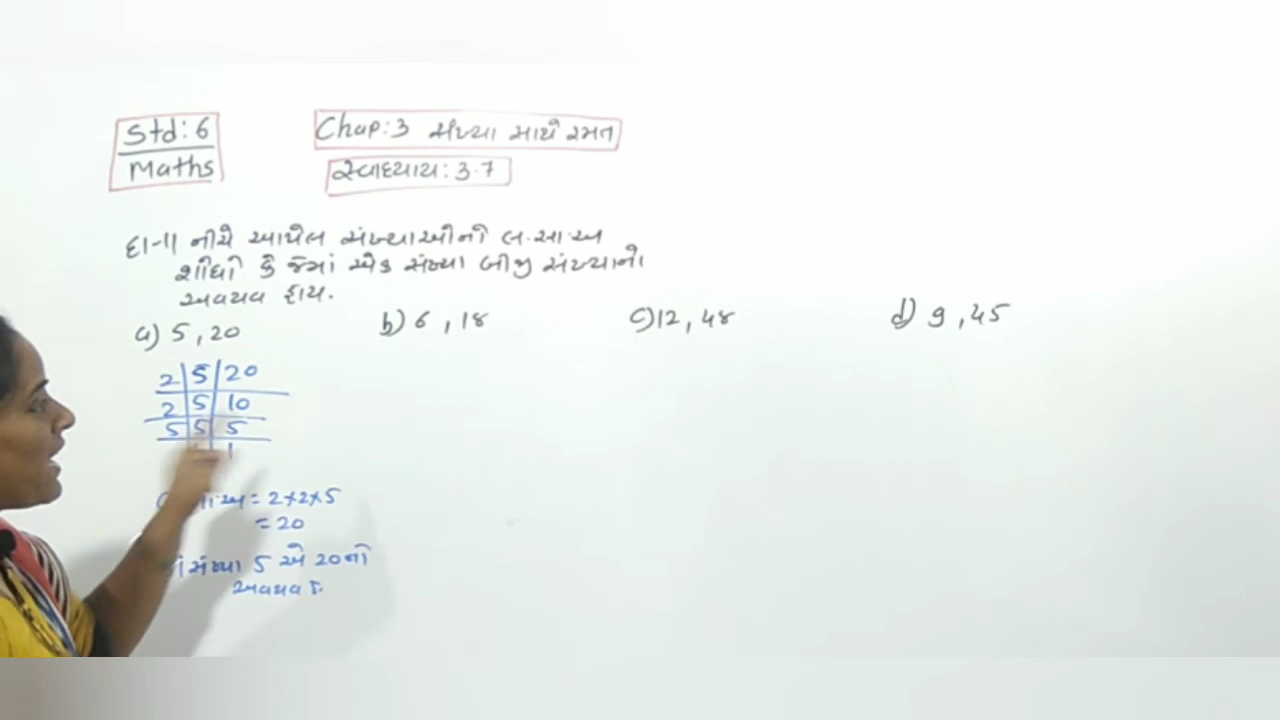 Std: 6
Maths
Chap: 3 સંખ્યા સાથે રમત
સ્વાધ્યાય: 3.7
દા-11 નીચે આપેલ સંખ્યાઓનો લ.સા.અ
શોધો કે જેમાં એક સંખ્યા બીજી સંખ્યાનો
અવયવ હોય.
a) 5, 20
b) 6, 18
c) 12, 48
d) 9, 45
2 5 20
2 5 10
5 5 5
1
= 2×2×5
= 20
સંખ્યા 5 એ 20નો
અવયવ છે.